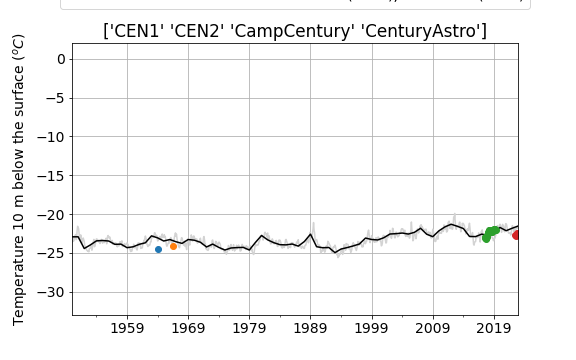 ['CEN1' 'CEN2' 'CampCentury' 'CenturyAstro']
Temperature 10 m below the surface (°C)
0
−5
−10
−15
−20
−25
−30
1959 1969 1979 1989 1999 2009 2019